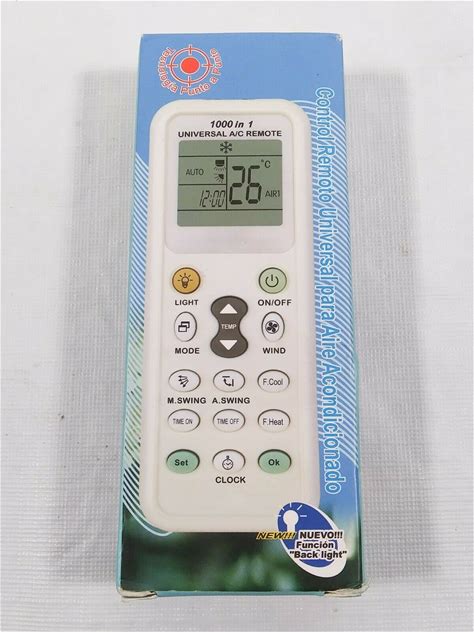 Tecnología Punto a Punto
Control Remoto Universal para Aire Acondicionado
1000 in 1
UNIVERSAL A/C REMOTE
AUTO
26 °C
12:00
AIR1
LIGHT
ON/OFF
TEMP
MODE
WIND
F.Cool
M.SWING
A.SWING
TIME ON
TIME OFF
F.Heat
Set
Ok
CLOCK
NEW!!! NUEVO!!!
Función
"Back light"